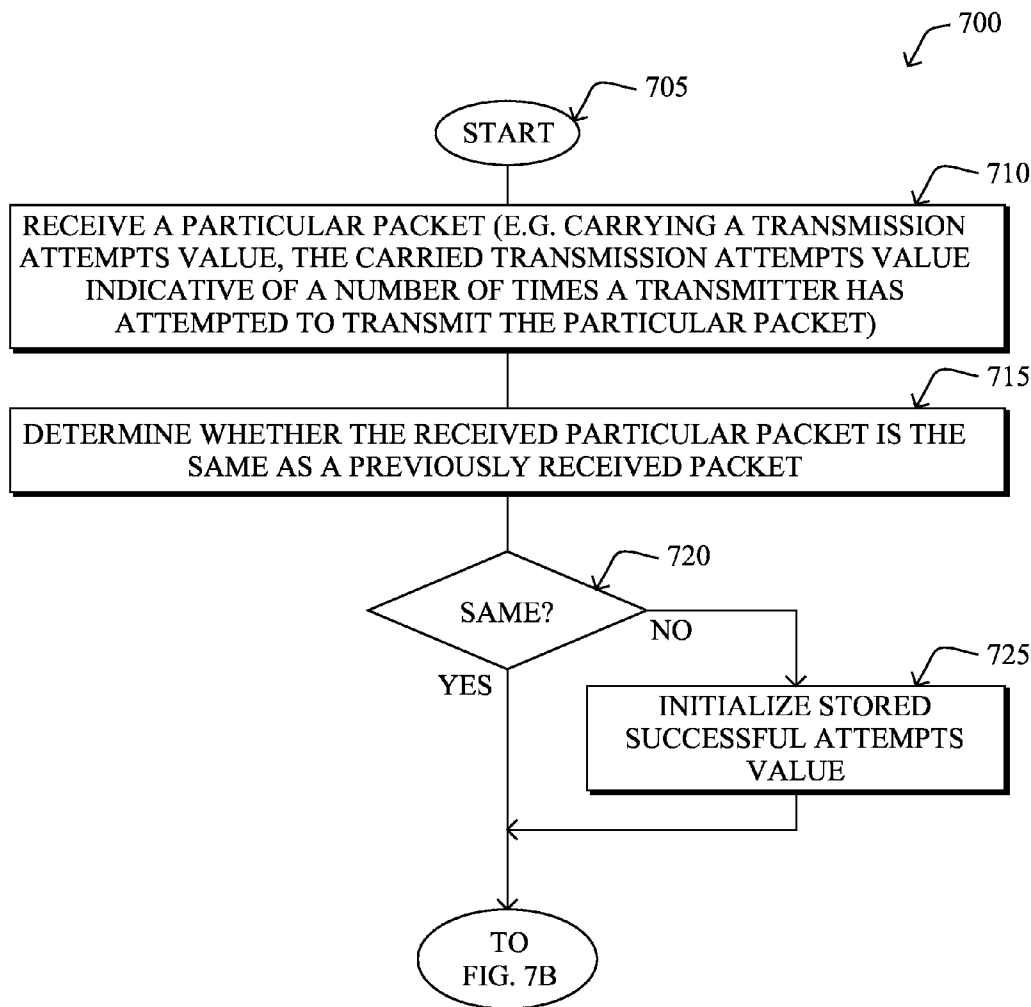 700
705
START
710
RECEIVE A PARTICULAR PACKET (E.G. CARRYING A TRANSMISSION
ATTEMPTS VALUE, THE CARRIED TRANSMISSION ATTEMPTS VALUE
INDICATIVE OF A NUMBER OF TIMES A TRANSMITTER HAS
ATTEMPTED TO TRANSMIT THE PARTICULAR PACKET)
715
DETERMINE WHETHER THE RECEIVED PARTICULAR PACKET IS THE
SAME AS A PREVIOUSLY RECEIVED PACKET
720
SAME?
NO
YES
725
INITIALIZE STORED
SUCCESSFUL ATTEMPTS
VALUE
TO
FIG. 7B